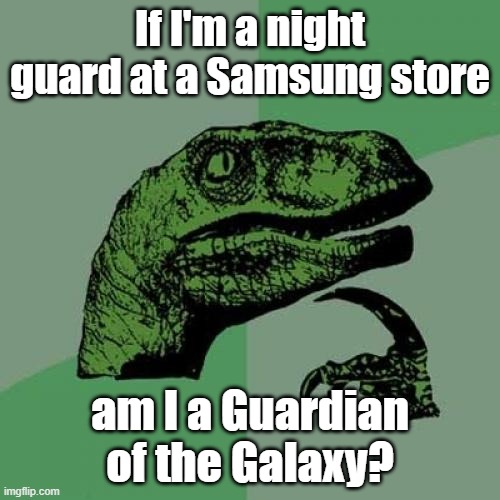 If I'm a night
guard at a Samsung store
am I a Guardian
of the Galaxy?
imgflip.com